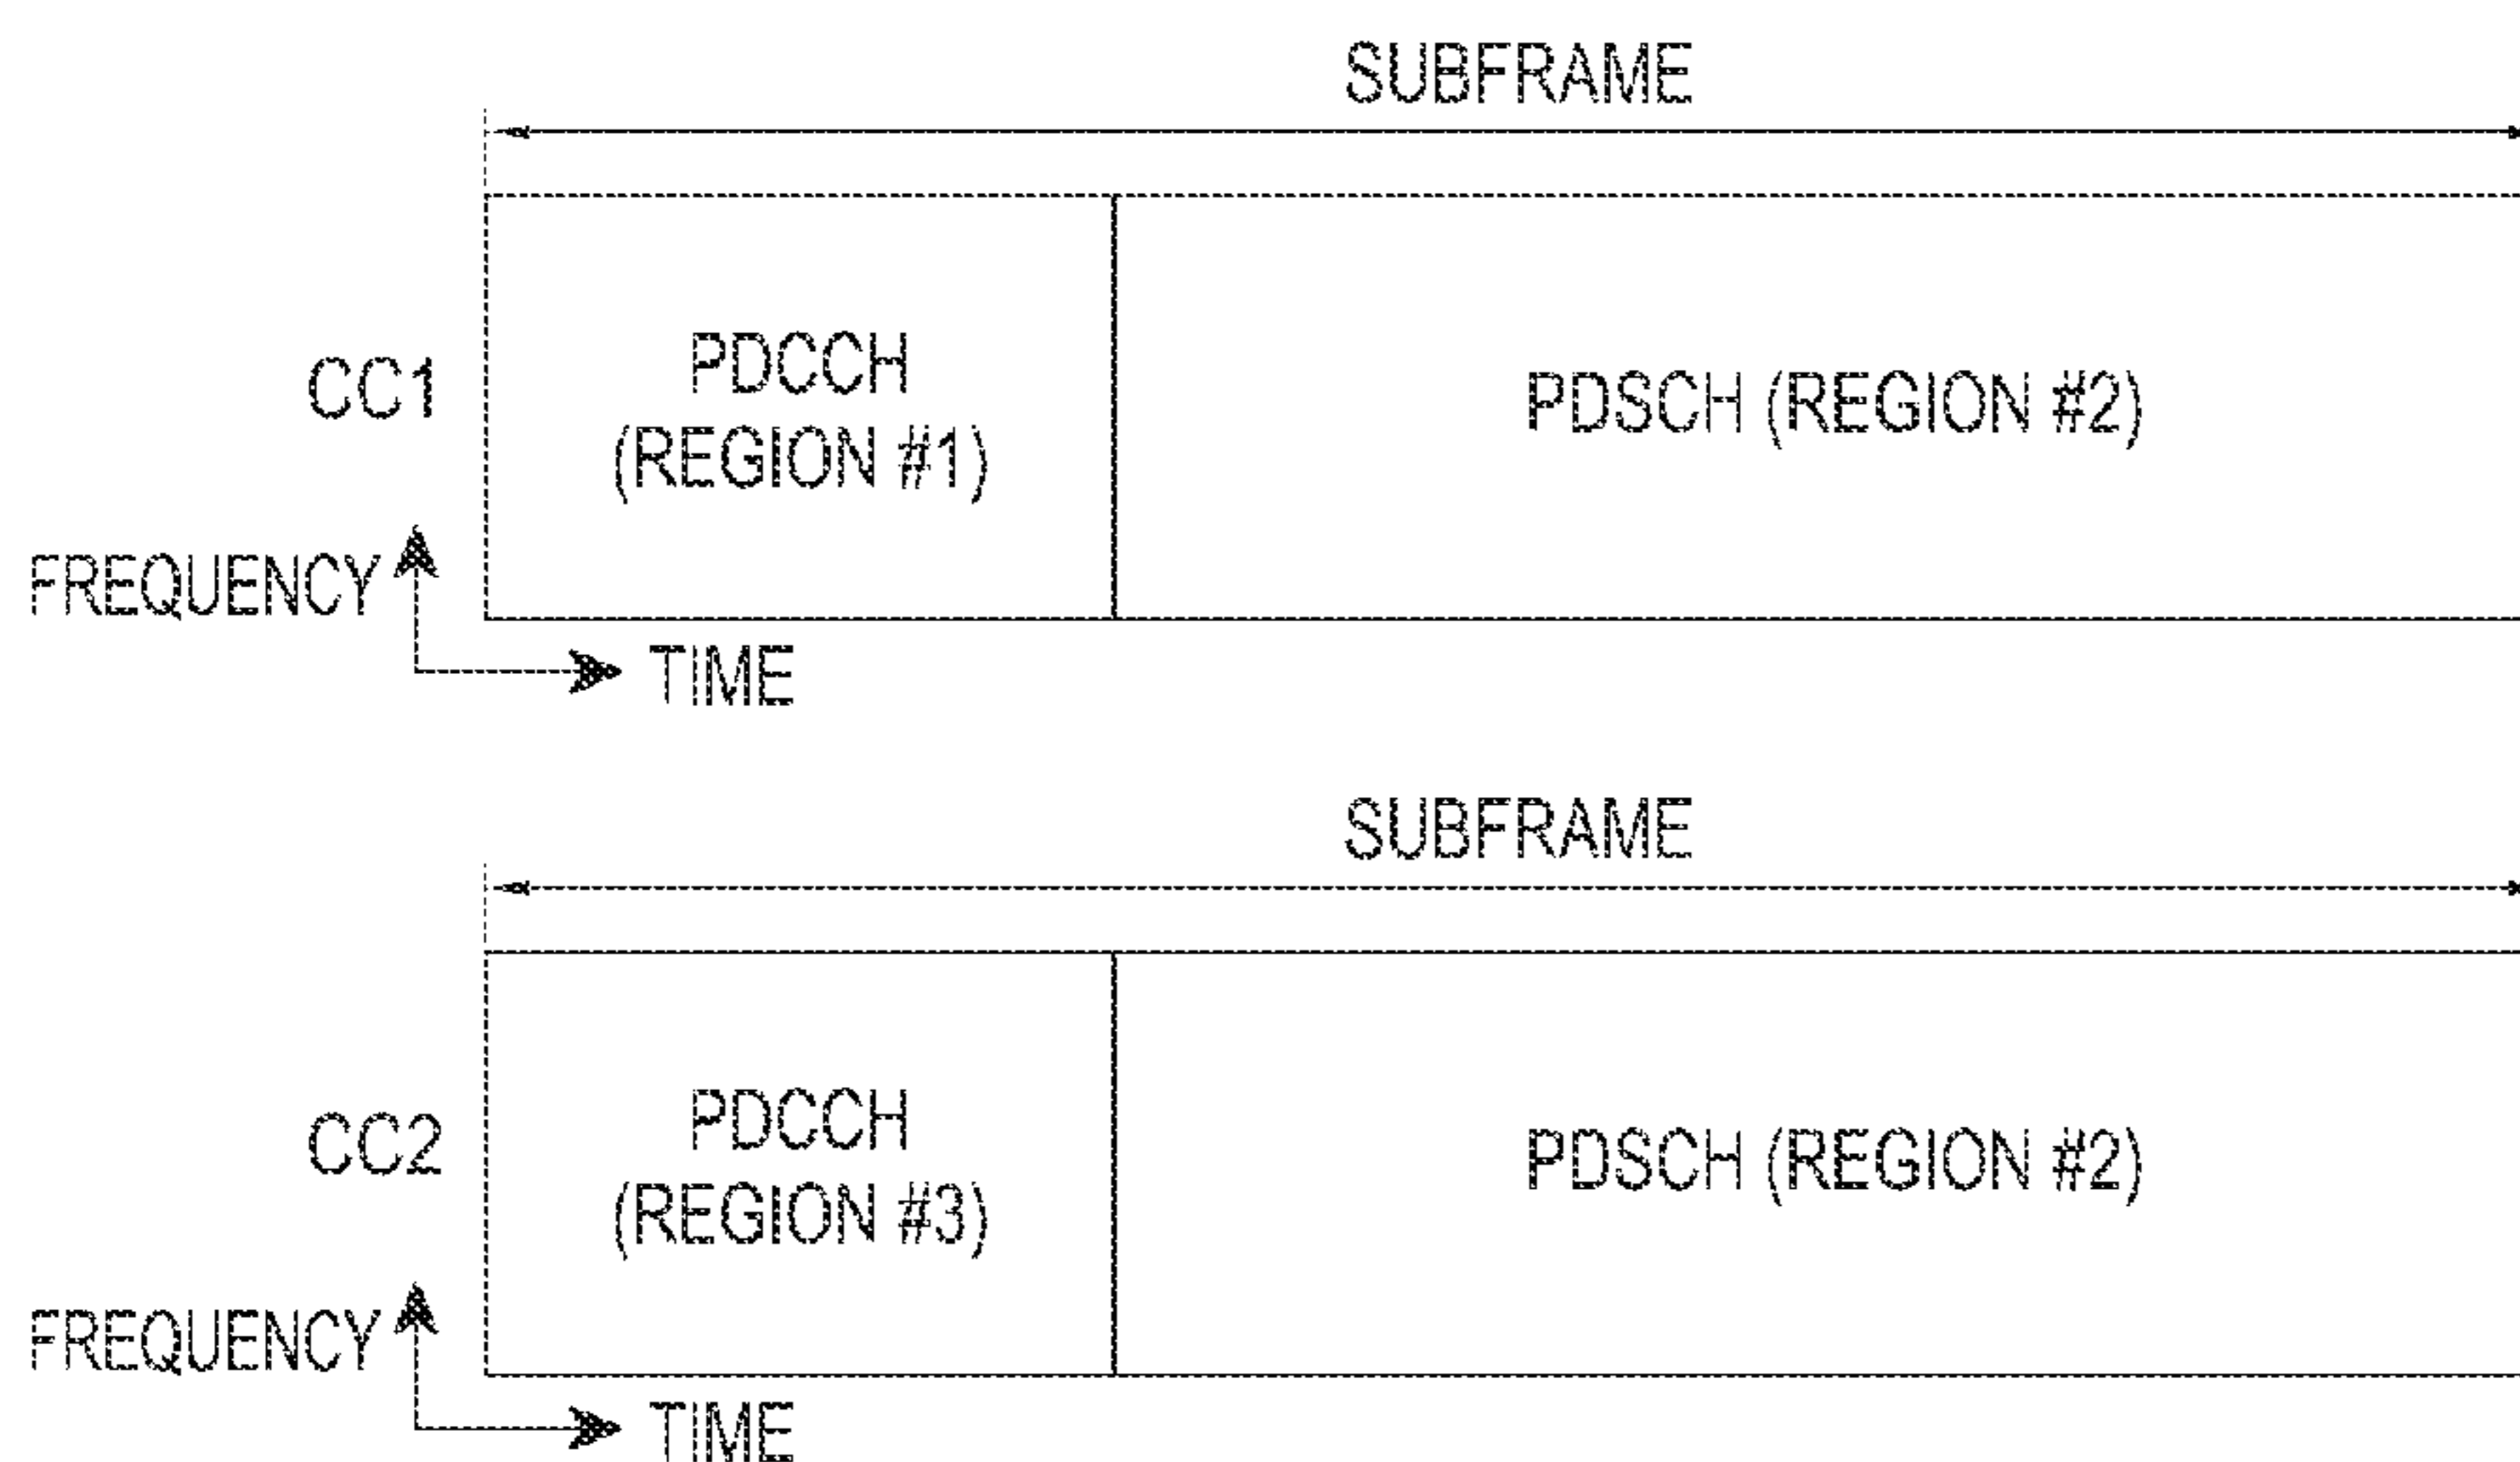 SUBFRAME
CC1
PDCCH
(REGION #1)
PDSCH (REGION #2)
FREQUENCY
TIME
SUBFRAME
CC2
PDCCH
(REGION #3)
PDSCH (REGION #2)
FREQUENCY
TIME